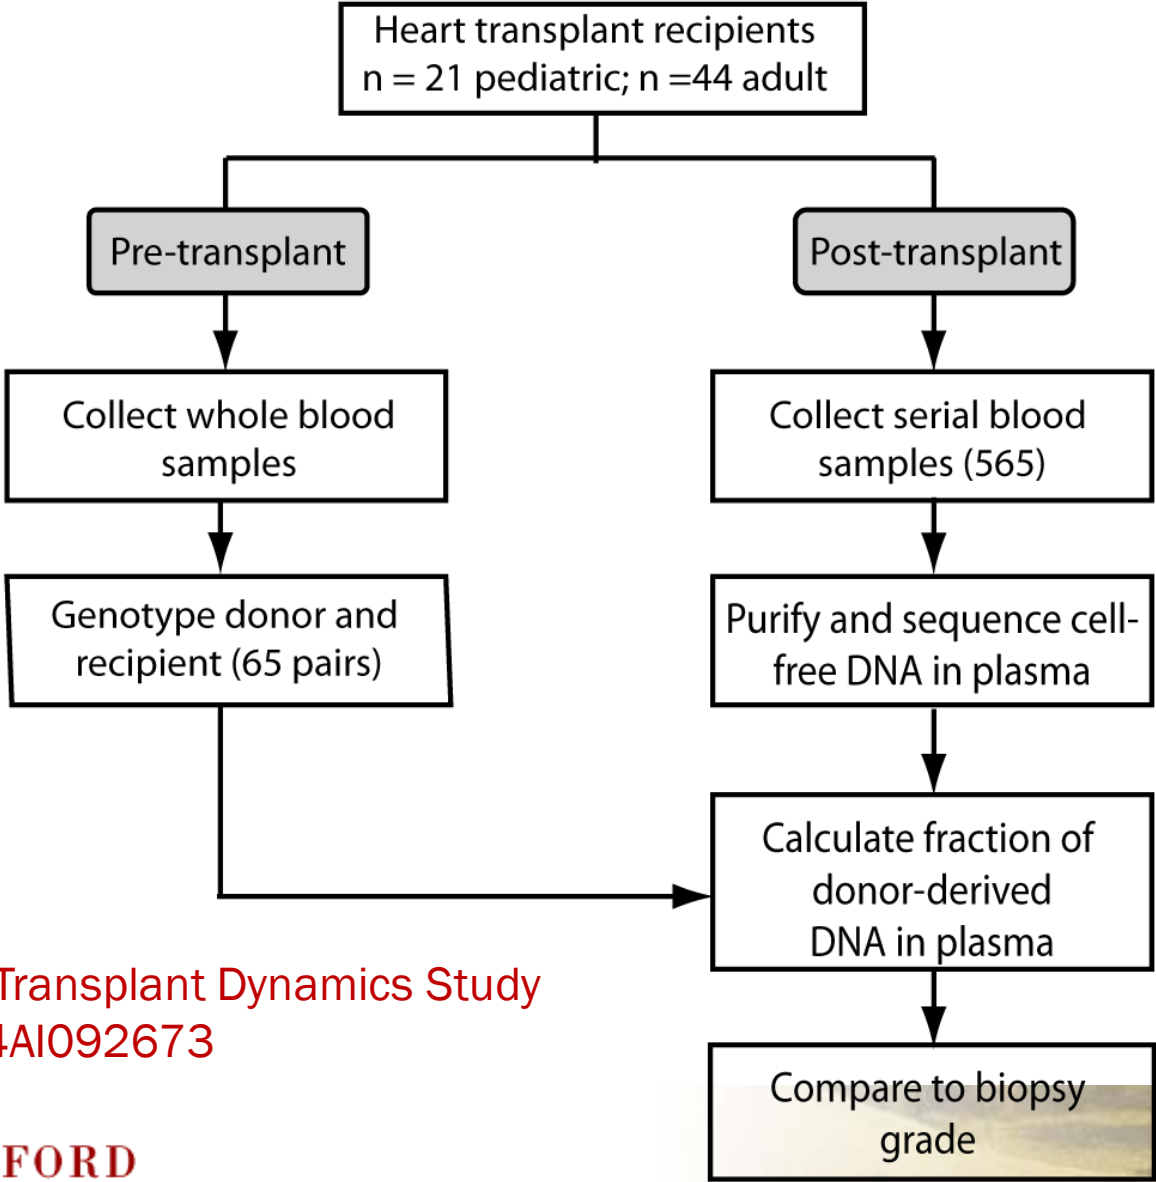 Heart transplant recipients
n = 21 pediatric; n =44 adult
Pre-transplant
Post-transplant
Collect whole blood
samples
Collect serial blood
samples (565)
Genotype donor and
recipient (65 pairs)
Purify and sequence cell-
free DNA in plasma
Calculate fraction of
donor-derived
DNA in plasma
Transplant Dynamics Study
4AI092673
Compare to biopsy
grade
FORD